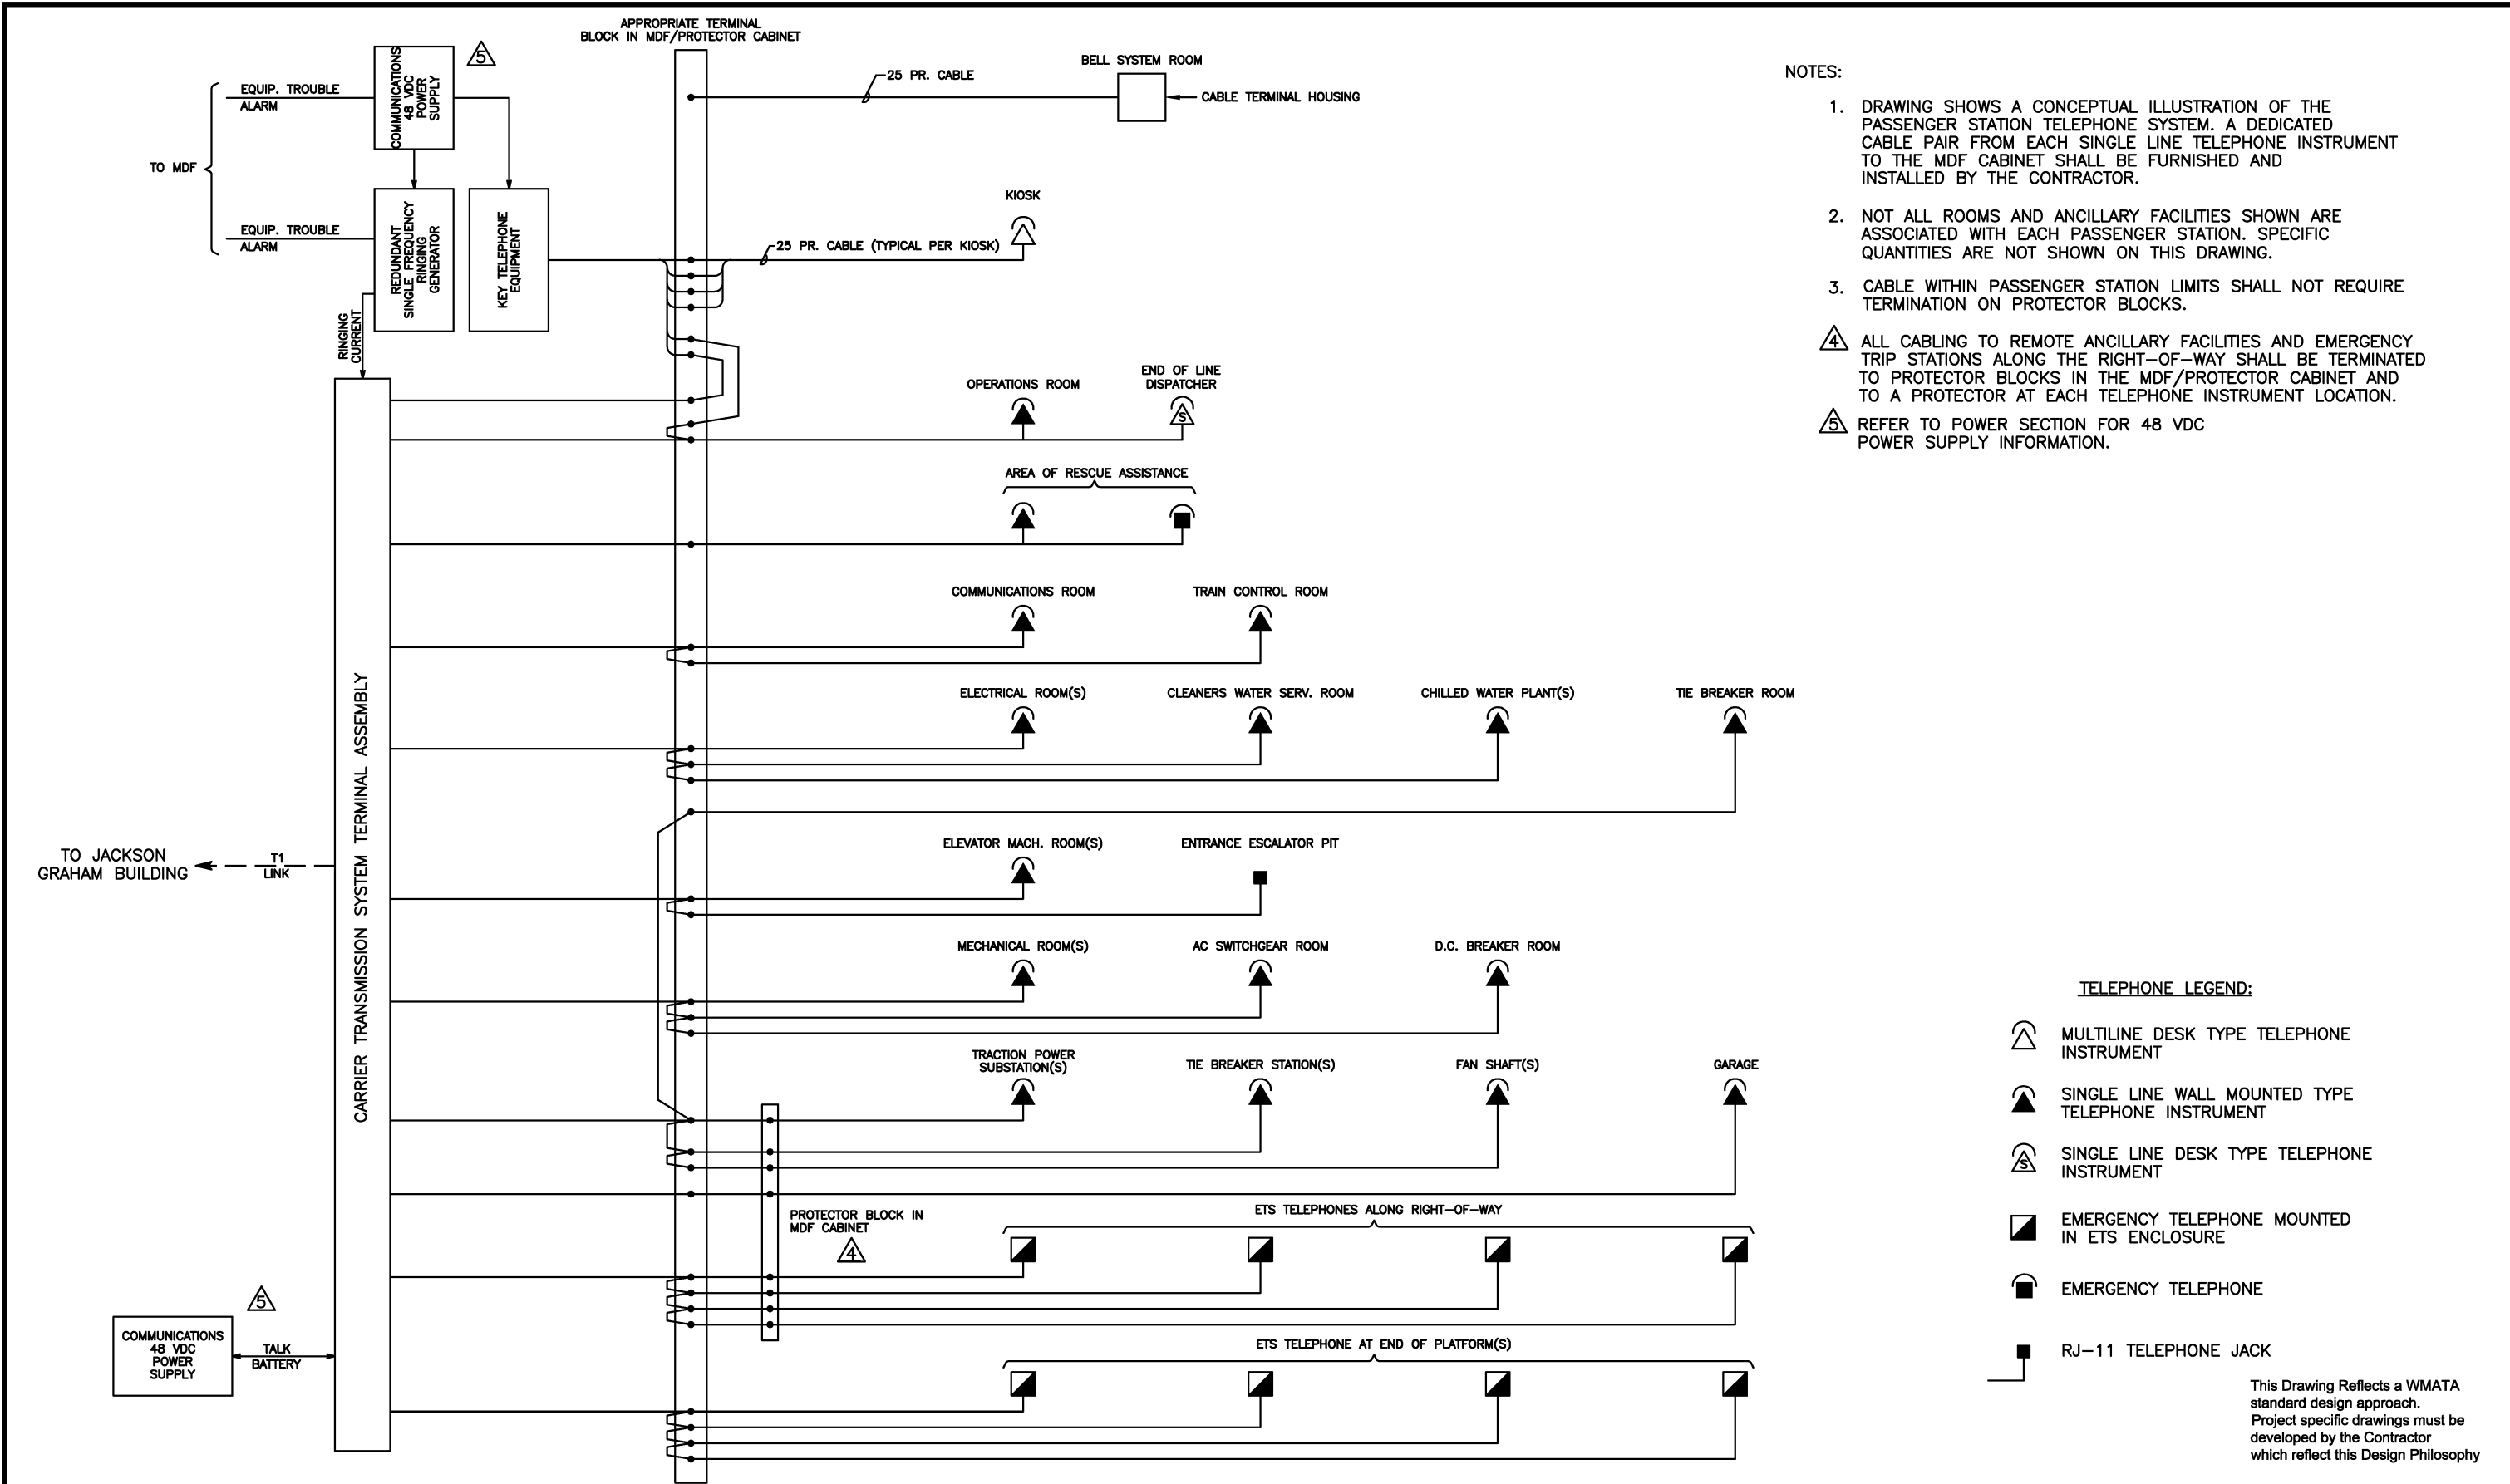 APPROPRIATE TERMINAL
BLOCK IN MDF/PROTECTOR CABINET
COMMUNICATIONS
48 VDC
POWER
SUPPLY
5
EQUIP. TROUBLE
ALARM
TO MDF
EQUIP. TROUBLE
ALARM
REDUNDANT
SINGLE FREQUENCY
RINGING
GENERATOR
KEY TELEPHONE
EQUIPMENT
RINGING
CURRENT
25 PR. CABLE
BELL SYSTEM ROOM
CABLE TERMINAL HOUSING
KIOSK
25 PR. CABLE (TYPICAL PER KIOSK)
OPERATIONS ROOM
END OF LINE
DISPATCHER
S
AREA OF RESCUE ASSISTANCE
COMMUNICATIONS ROOM
TRAIN CONTROL ROOM
ELECTRICAL ROOM(S)
CLEANERS WATER SERV. ROOM
CHILLED WATER PLANT(S)
TIE BREAKER ROOM
CARRIER TRANSMISSION SYSTEM TERMINAL ASSEMBLY
TO JACKSON
GRAHAM BUILDING
T1
LINK
ELEVATOR MACH. ROOM(S)
ENTRANCE ESCALATOR PIT
MECHANICAL ROOM(S)
AC SWITCHGEAR ROOM
D.C. BREAKER ROOM
TRACTION POWER
SUBSTATION(S)
TIE BREAKER STATION(S)
FAN SHAFT(S)
GARAGE
PROTECTOR BLOCK IN
MDF CABINET
4
ETS TELEPHONES ALONG RIGHT-OF-WAY
5
COMMUNICATIONS
48 VDC
POWER
SUPPLY
TALK
BATTERY
ETS TELEPHONE AT END OF PLATFORM(S)
NOTES:
1. DRAWING SHOWS A CONCEPTUAL ILLUSTRATION OF THE
PASSENGER STATION TELEPHONE SYSTEM. A DEDICATED
CABLE PAIR FROM EACH SINGLE LINE TELEPHONE INSTRUMENT
TO THE MDF CABINET SHALL BE FURNISHED AND
INSTALLED BY THE CONTRACTOR.
2. NOT ALL ROOMS AND ANCILLARY FACILITIES SHOWN ARE
ASSOCIATED WITH EACH PASSENGER STATION. SPECIFIC
QUANTITIES ARE NOT SHOWN ON THIS DRAWING.
3. CABLE WITHIN PASSENGER STATION LIMITS SHALL NOT REQUIRE
TERMINATION ON PROTECTOR BLOCKS.
4 ALL CABLING TO REMOTE ANCILLARY FACILITIES AND EMERGENCY
TRIP STATIONS ALONG THE RIGHT-OF-WAY SHALL BE TERMINATED
TO PROTECTOR BLOCKS IN THE MDF/PROTECTOR CABINET AND
TO A PROTECTOR AT EACH TELEPHONE INSTRUMENT LOCATION.
5 REFER TO POWER SECTION FOR 48 VDC
POWER SUPPLY INFORMATION.
TELEPHONE LEGEND:
MULTILINE DESK TYPE TELEPHONE
INSTRUMENT
SINGLE LINE WALL MOUNTED TYPE
TELEPHONE INSTRUMENT
S SINGLE LINE DESK TYPE TELEPHONE
INSTRUMENT
EMERGENCY TELEPHONE MOUNTED
IN ETS ENCLOSURE
EMERGENCY TELEPHONE
RJ-11 TELEPHONE JACK
This Drawing Reflects a WMATA
standard design approach.
Project specific drawings must be
developed by the Contractor
which reflect this Design Philosophy